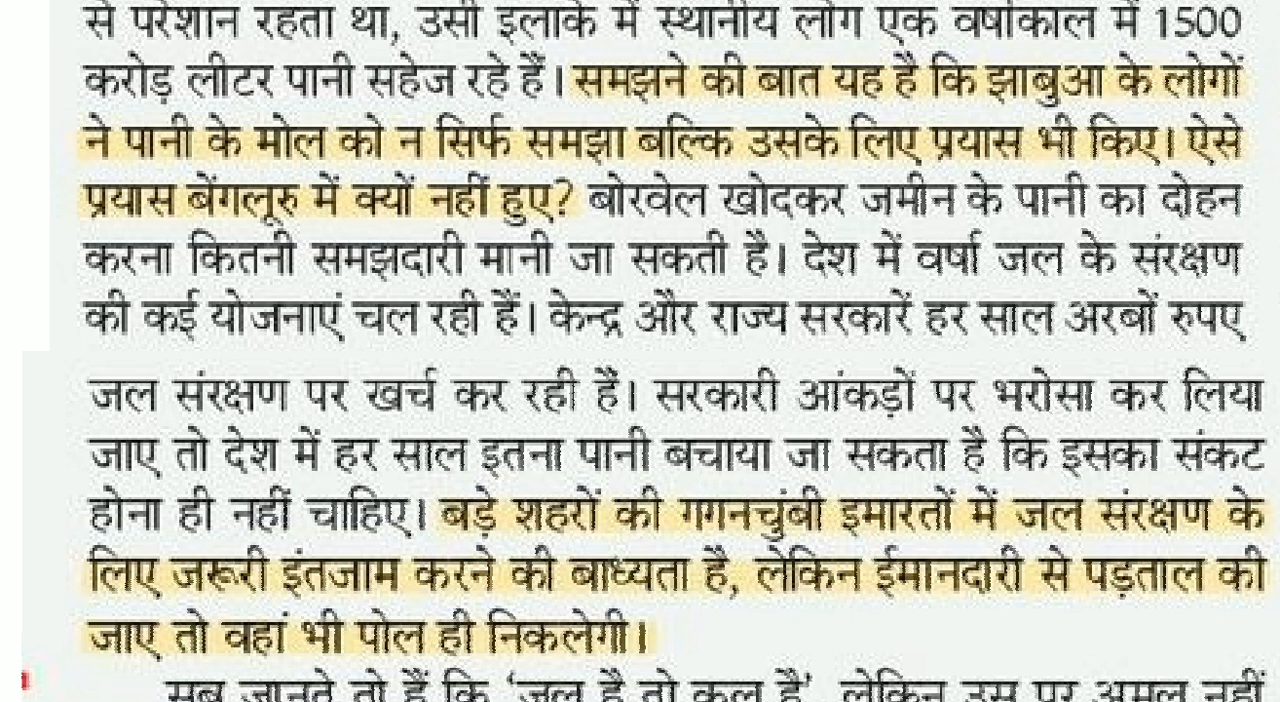 से परेशान रहता था, उसी इलाके में स्थानीय लोग एक वर्षाकाल में 1500
करोड़ लीटर पानी सहेज रहे हैं। समझने की बात यह है कि झाबुआ के लोगों
ने पानी के मोल को न सिर्फ समझा बल्कि उसके लिए प्रयास भी किए। ऐसे
प्रयास बेंगलूरु में क्यों नहीं हुए? बोरवेल खोदकर जमीन के पानी का दोहन
करना कितनी समझदारी मानी जा सकती है। देश में वर्षा जल के संरक्षण
की कई योजनाएं चल रही हैं। केन्द्र और राज्य सरकारें हर साल अरबों रुपए
जल संरक्षण पर खर्च कर रही हैं। सरकारी आंकड़ों पर भरोसा कर लिया
जाए तो देश में हर साल इतना पानी बचाया जा सकता है कि इसका संकट
होना ही नहीं चाहिए। बड़े शहरों की गगनचुंबी इमारतों में जल संरक्षण के
लिए जरूरी इंतजाम करने की बाध्यता है, लेकिन ईमानदारी से पड़ताल की
जाए तो वहां भी पोल ही निकलेगी।
सब जानते तो हैं कि ‘जल है तो कल है’, लेकिन उस पर अमल नहीं